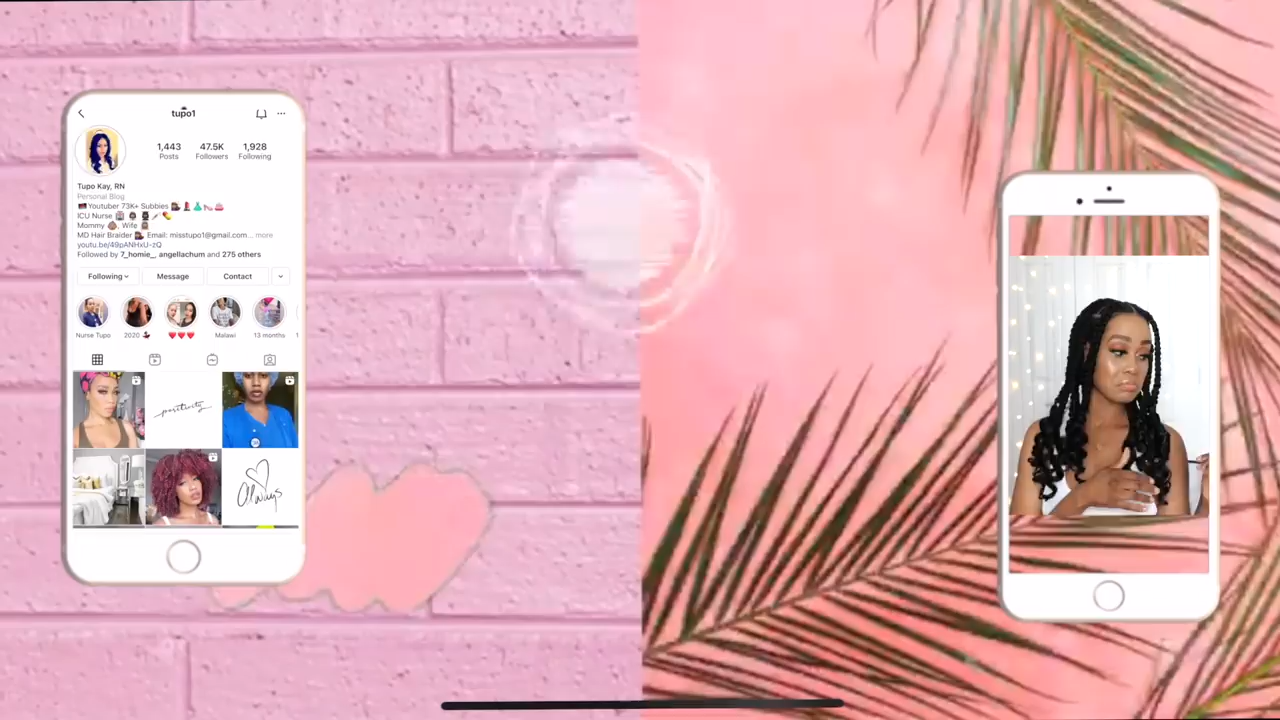 tupo1
1,443 47.5K 1,928
Posts Followers Following
Tupo Kay, RN
Personal Blog
Youtuber 73K+ Subbies
ICU Nurse
Mommy , Wife
MD Hair Braider Email: misstupo1@gmail.com... more
youtu.be/49pANHxU-zQ
Followed by 7_homie_, angellachum and 275 others
Following Message Contact
Nurse Tupo 2020 Malawi 13 months
positivity
Always